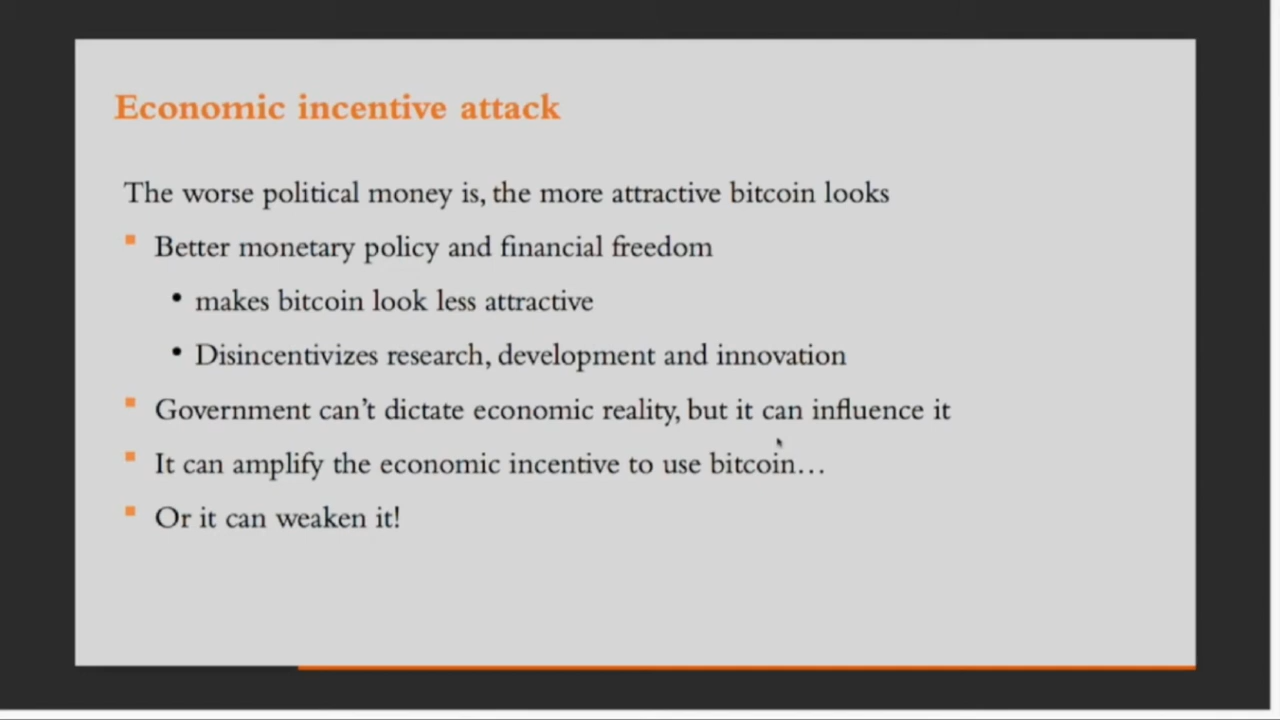 Economic incentive attack
The worse political money is, the more attractive bitcoin looks
Better monetary policy and financial freedom
makes bitcoin look less attractive
Disincentivizes research, development and innovation
Government can't dictate economic reality, but it can influence it
It can amplify the economic incentive to use bitcoin…
Or it can weaken it!